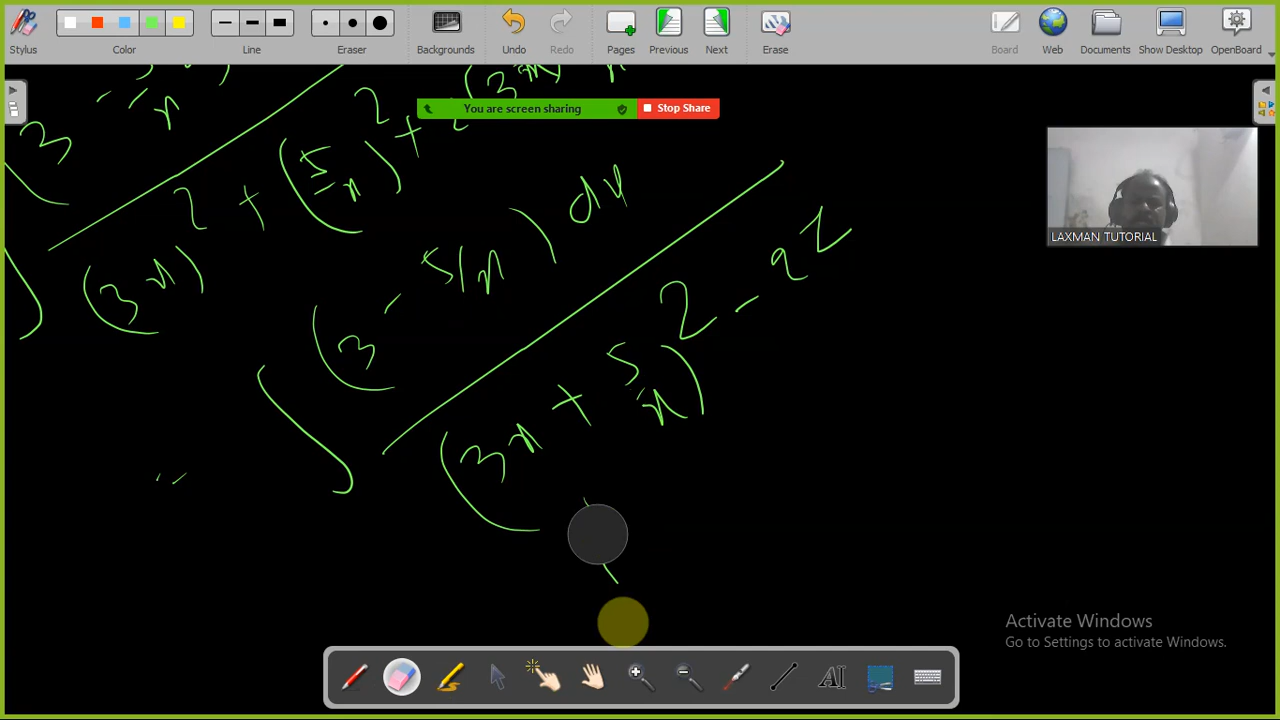 Stylus Color Line Eraser Backgrounds Undo Redo Pages Previous Next Erase Board Web Documents Show Desktop OpenBoard
You are screen sharing Stop Share
LAXMAN TUTORIAL
(3x)² + (5/x)² +
= ∫ (3 - 5/x) dx
(3x + 5/x)² - 22
Activate Windows
Go to Settings to activate Windows.